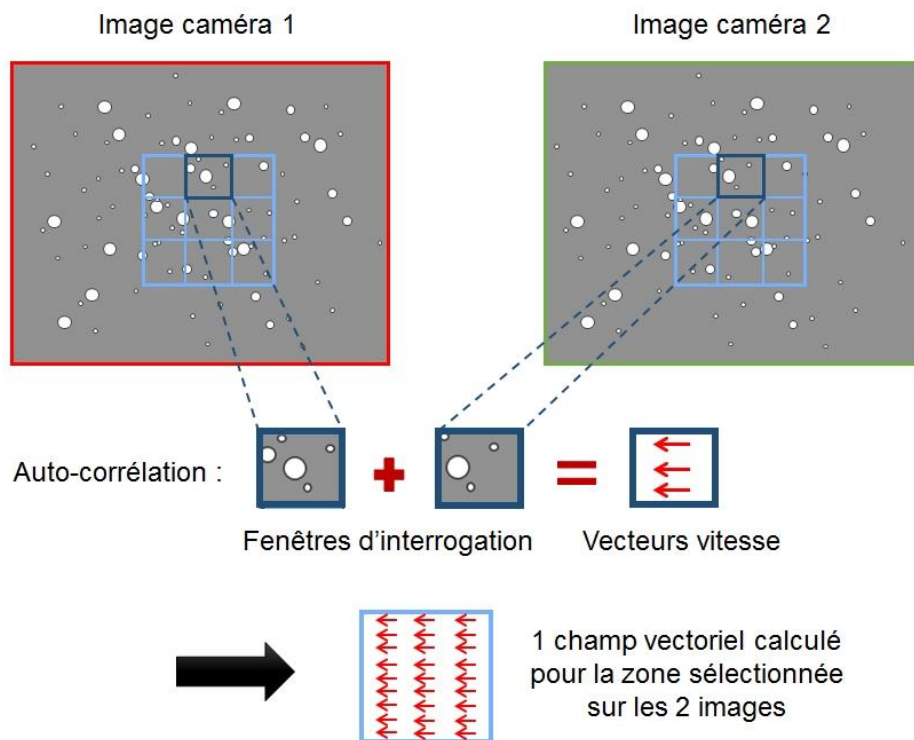 Image caméra 1
Image caméra 2
Auto-corrélation :
Fenêtres d'interrogation
Vecteurs vitesse
1 champ vectoriel calculé
pour la zone sélectionnée
sur les 2 images